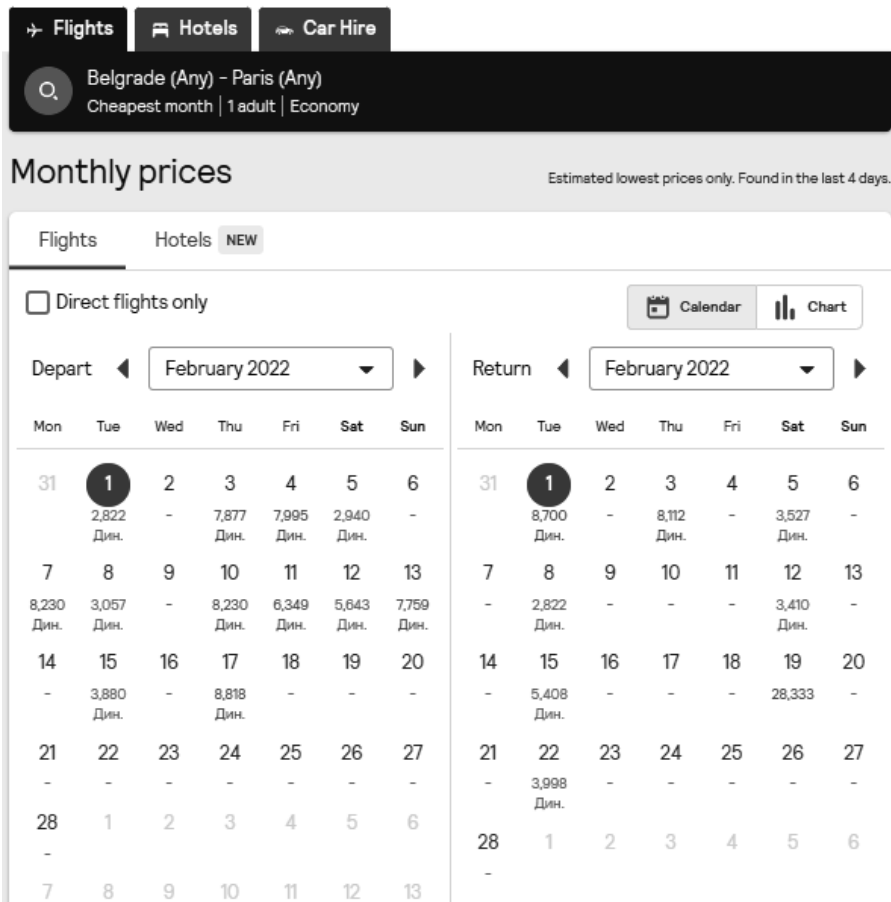 Flights Hotels Car Hire
Belgrade (Any) – Paris (Any)
Cheapest month | 1 adult | Economy
Monthly prices
Estimated lowest prices only. Found in the last 4 days.
Flights Hotels NEW
Direct flights only
Calendar Chart
Depart February 2022
Mon Tue Wed Thu Fri Sat Sun
31 1 2 3 4 5 6
2,822 - 7,877 7,995 2,940 -
Дин. Дин. Дин. Дин.
7 8 9 10 11 12 13
8,230 3,057 - 8,230 6,349 5,643 7,759
Дин. Дин. Дин. Дин. Дин. Дин.
14 15 16 17 18 19 20
- 3,880 - 8,818 - - -
Дин. Дин.
21 22 23 24 25 26 27
- - - - - - -
28 1 2 3 4 5 6
-
7 8 9 10 11 12 13
Return February 2022
Mon Tue Wed Thu Fri Sat Sun
31 1 2 3 4 5 6
8,700 - 8,112 - 3,527 -
Дин. Дин. Дин.
7 8 9 10 11 12 13
- 2,822 - - - 3,410 -
Дин. Дин.
14 15 16 17 18 19 20
- 5,408 - - - 28,333 -
Дин.
21 22 23 24 25 26 27
- 3,998 - - - - -
Дин.
28 1 2 3 4 5 6
-